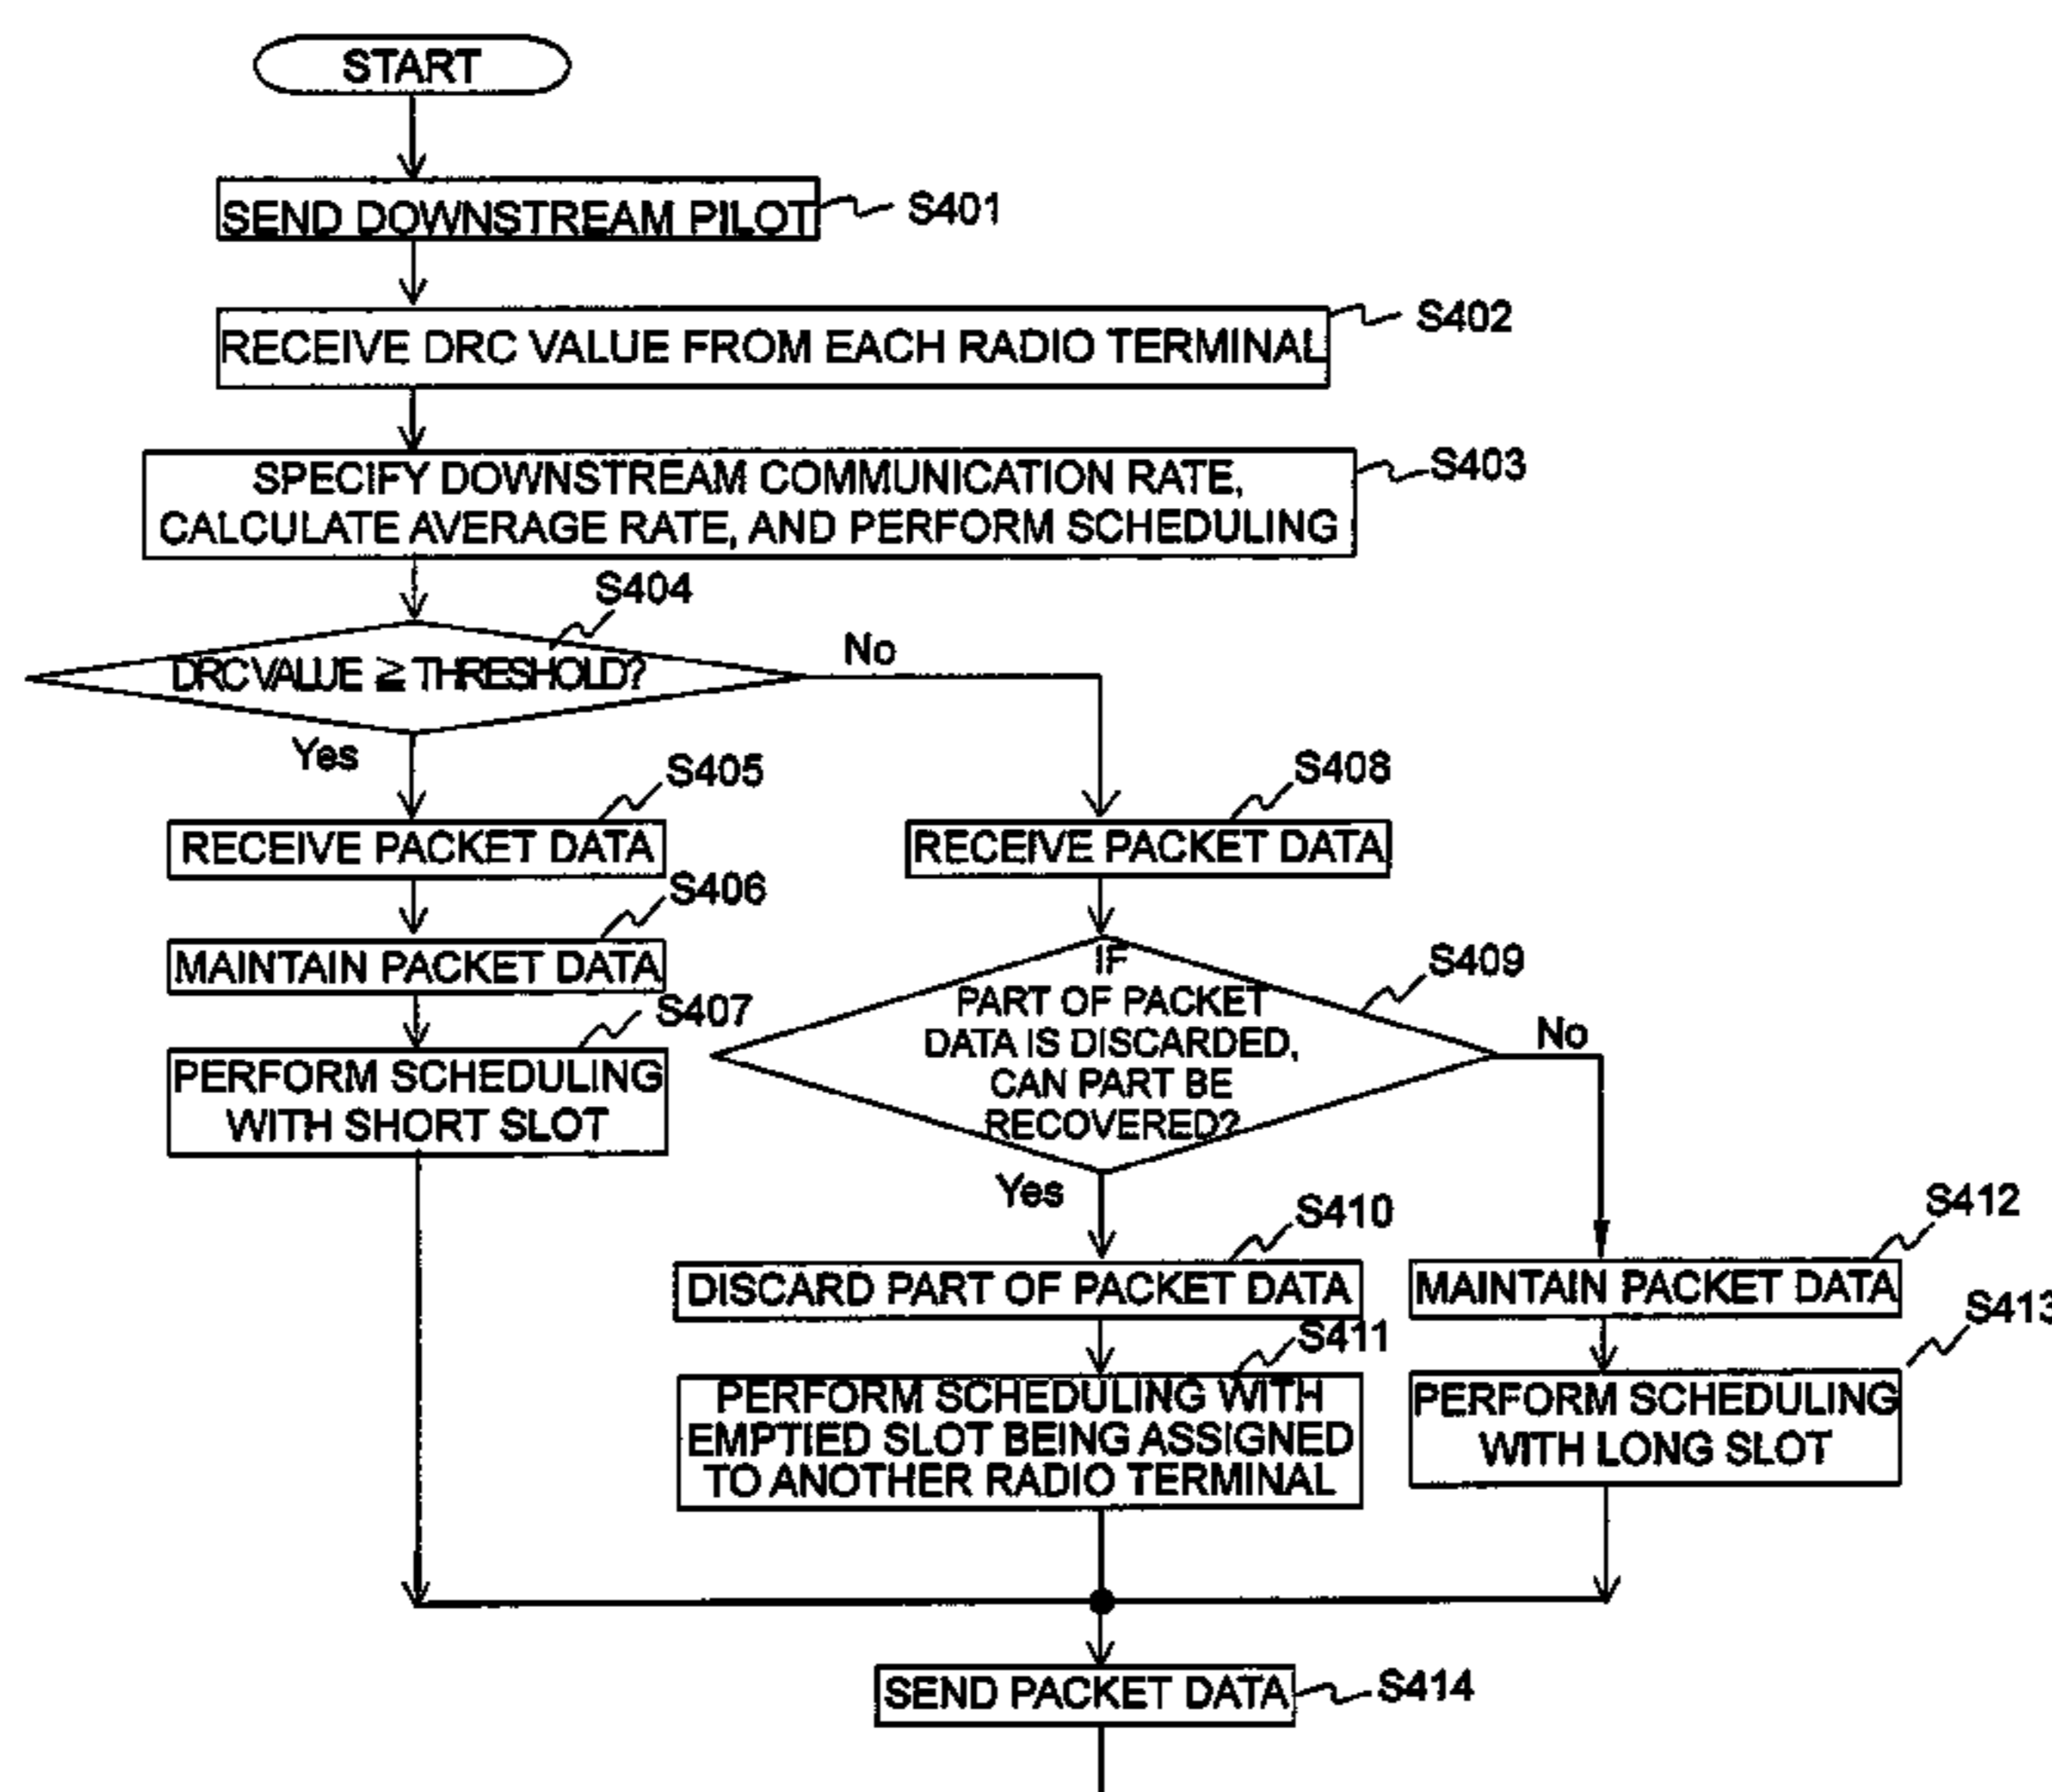 START
SEND DOWNSTREAM PILOT
S401
RECEIVE DRC VALUE FROM EACH RADIO TERMINAL
S402
SPECIFY DOWNSTREAM COMMUNICATION RATE,
CALCULATE AVERAGE RATE, AND PERFORM SCHEDULING
S403
S404
DRC VALUE ≧ THRESHOLD?
No
Yes
S405
RECEIVE PACKET DATA
S406
MAINTAIN PACKET DATA
S407
PERFORM SCHEDULING
WITH SHORT SLOT
S408
RECEIVE PACKET DATA
S409
IF
PART OF PACKET
DATA IS DISCARDED,
CAN PART BE
RECOVERED?
No
Yes
S410
DISCARD PART OF PACKET DATA
S411
PERFORM SCHEDULING WITH
EMPTIED SLOT BEING ASSIGNED
TO ANOTHER RADIO TERMINAL
S412
MAINTAIN PACKET DATA
S413
PERFORM SCHEDULING
WITH LONG SLOT
SEND PACKET DATA
S414